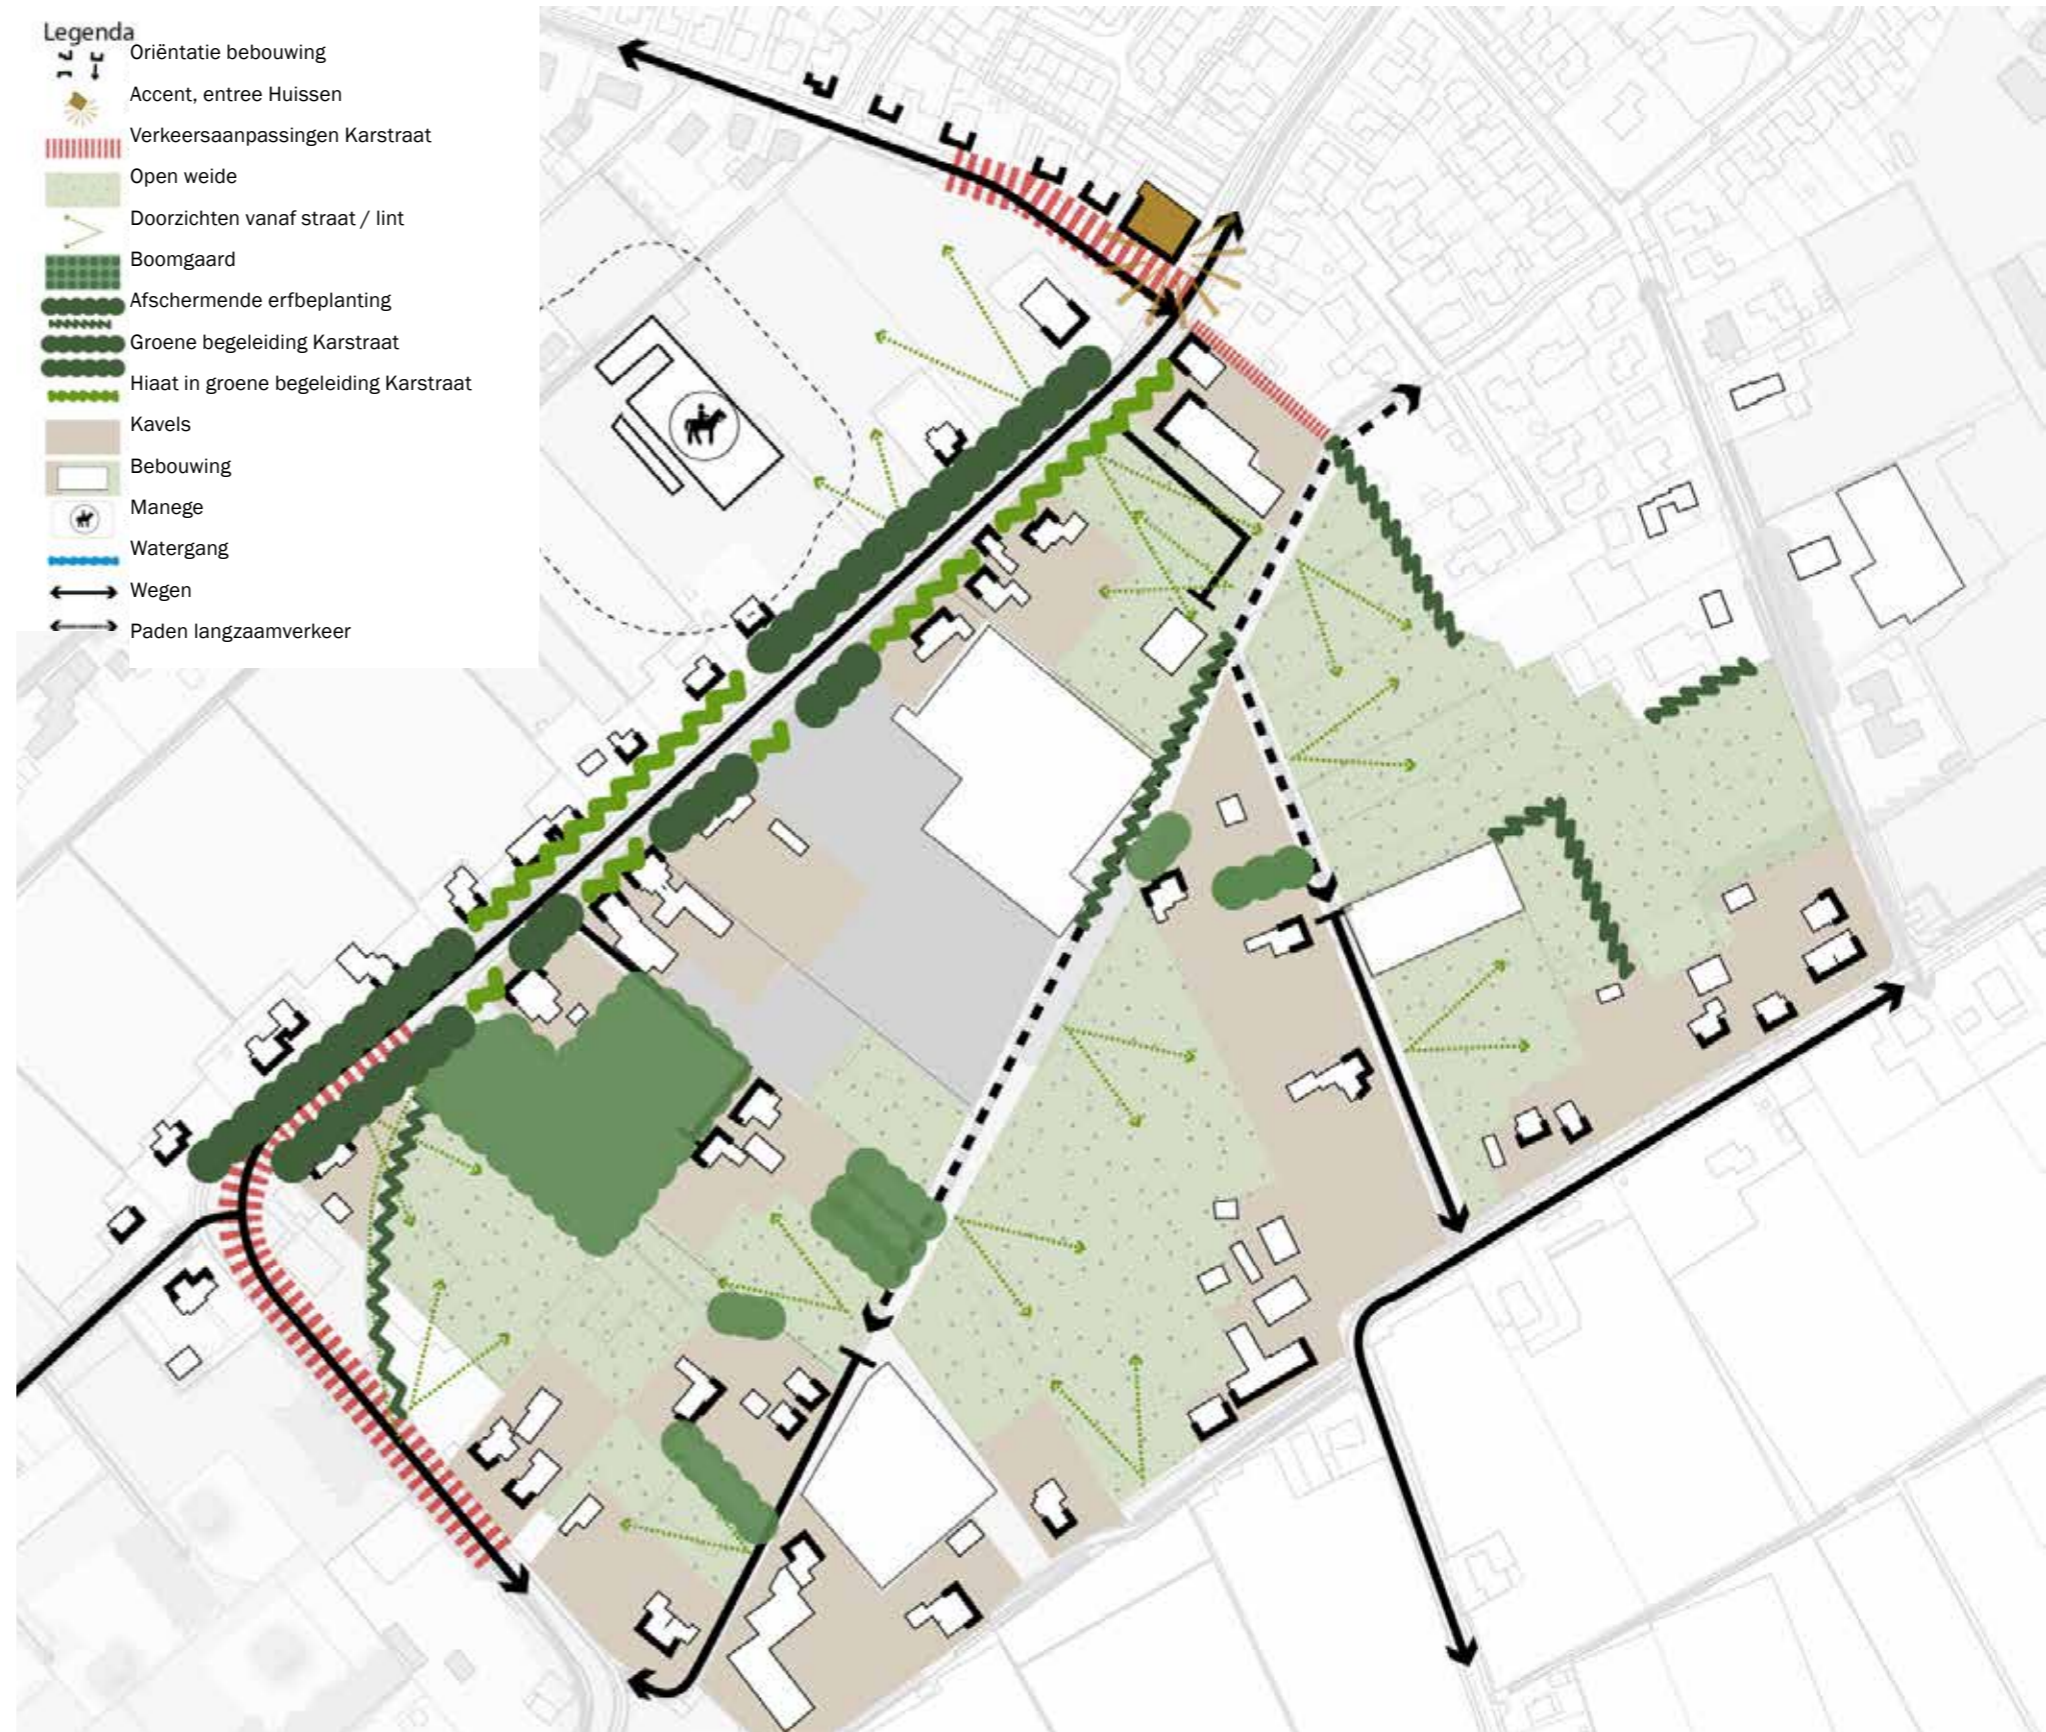 Legenda
Oriëntatie bebouwing
Accent, entree Huissen
Verkeersaanpassingen Karstraat
Open weide
Doorzichten vanaf straat / lint
Boomgaard
Afschermende erfbeplanting
Groene begeleiding Karstraat
Hiaat in groene begeleiding Karstraat
Kavels
Bebouwing
Manege
Watergang
Wegen
Paden langzaamverkeer